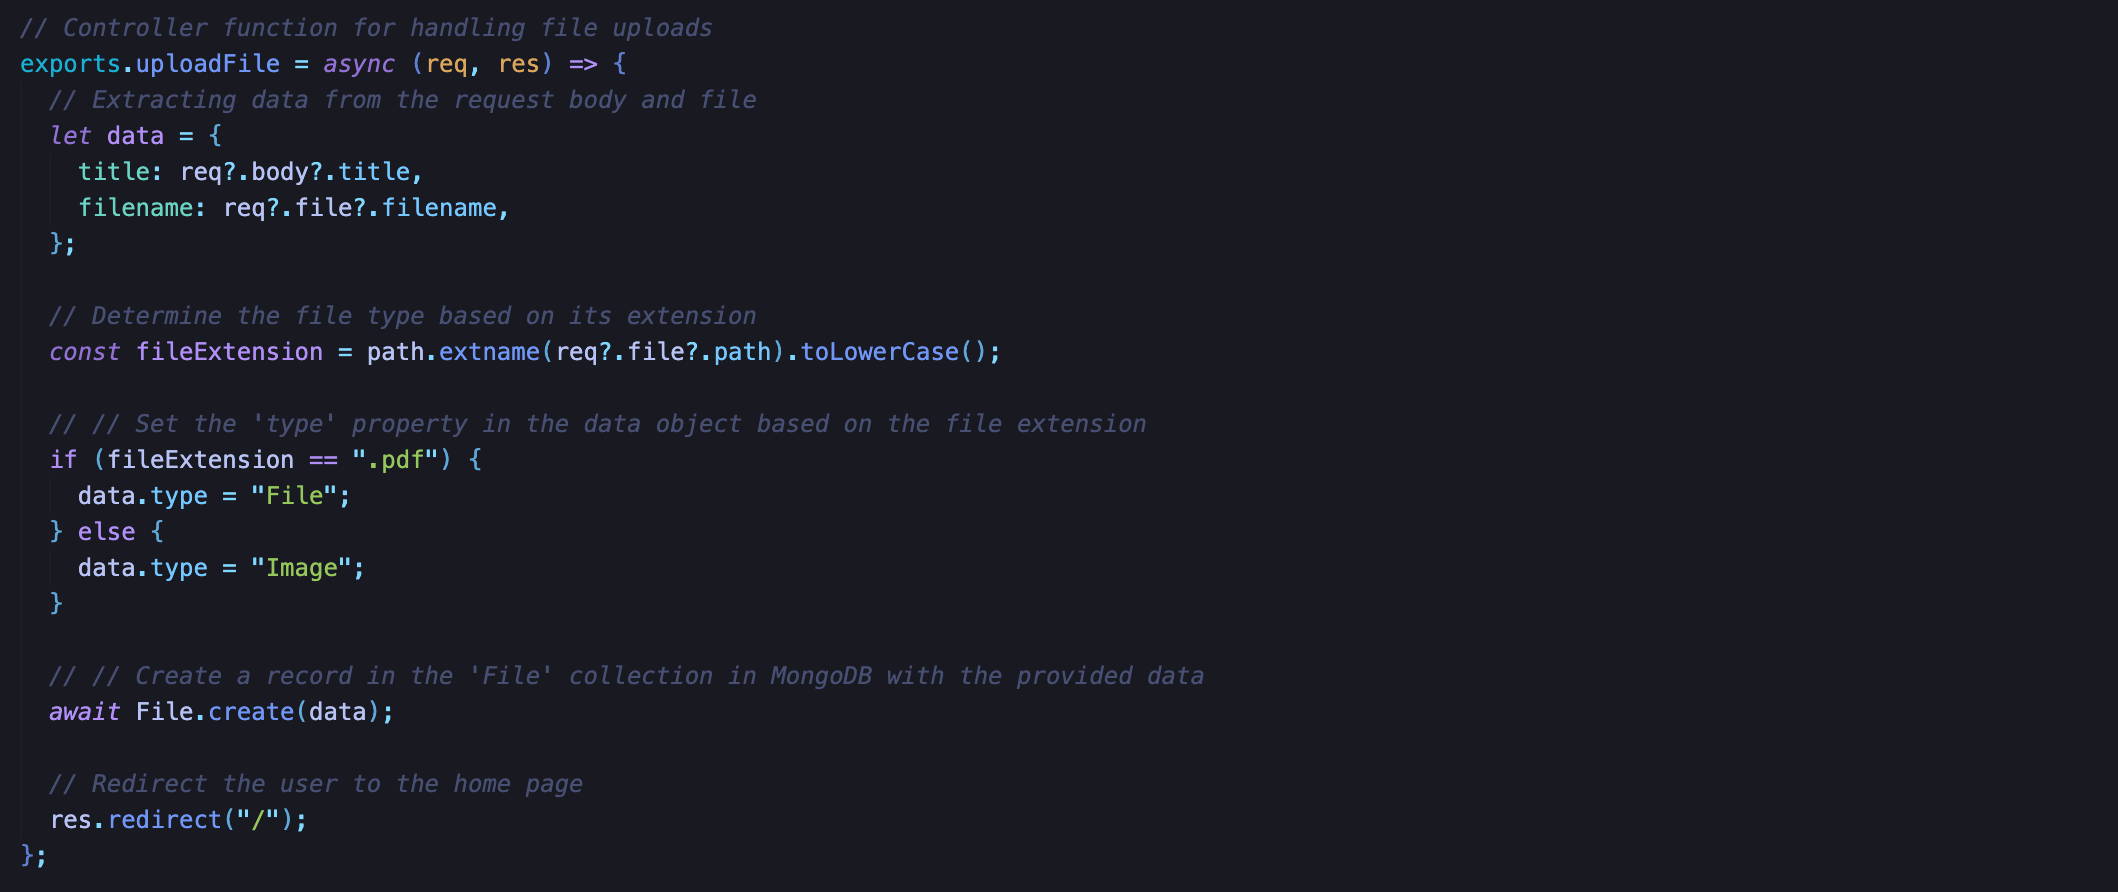 // Controller function for handling file uploads
exports.uploadFile = async (req, res) => {
  // Extracting data from the request body and file
  let data = {
    title: req?.body?.title,
    filename: req?.file?.filename,
  };

  // Determine the file type based on its extension
  const fileExtension = path.extname(req?.file?.path).toLowerCase();

  // // Set the 'type' property in the data object based on the file extension
  if (fileExtension == ".pdf") {
    data.type = "File";
  } else {
    data.type = "Image";
  }

  // // Create a record in the 'File' collection in MongoDB with the provided data
  await File.create(data);

  // Redirect the user to the home page
  res.redirect("/");
};